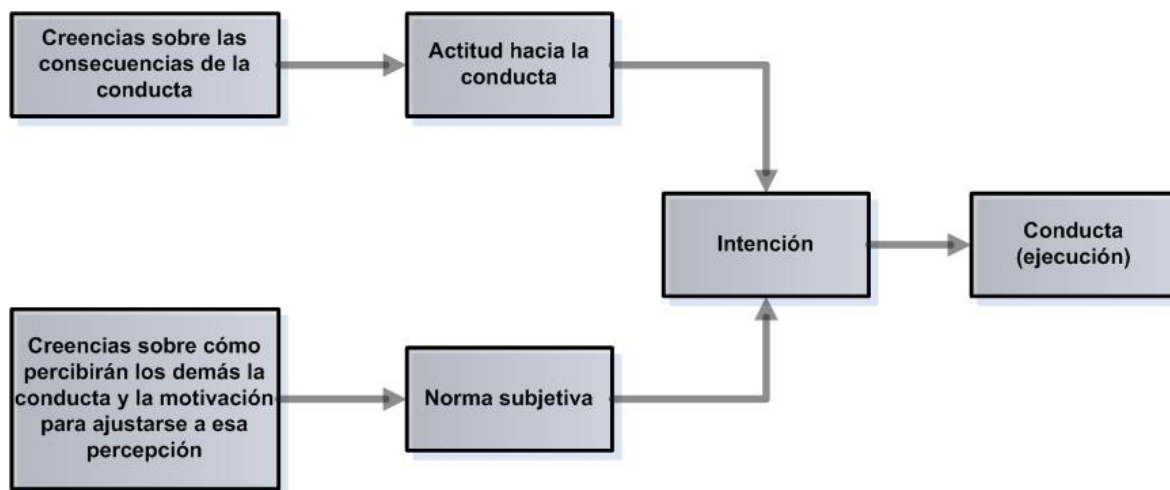 Creencias sobre las
consecuencias de la
conducta
Actitud hacia la
conducta
Intención
Conducta
(ejecución)
Creencias sobre cómo
percibirán los demás la
conducta y la motivación
para ajustarse a esa
percepción
Norma subjetiva